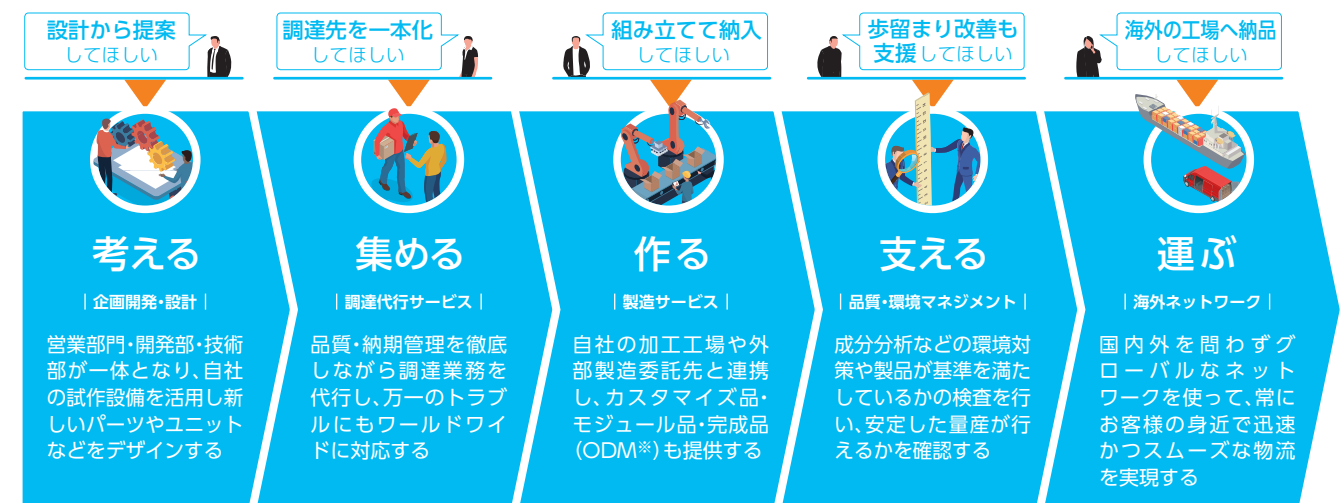 設計から提案
してほしい
調達先を一本化
してほしい
組み立てて納入
してほしい
歩留まり改善も
支援してほしい
海外の工場へ納品
してほしい
考える
|企画開発・設計|
営業部門・開発部・技術
部が一体となり、自社
の試作設備を活用し新
しいパーツやユニット
などをデザインする
集める
|調達代行サービス|
品質・納期管理を徹底
しながら調達業務を
代行し、万一のトラブ
ルにもワールドワイ
ドに対応する
作る
|製造サービス|
自社の加工工場や外
部製造委託先と連携
し、カスタマイズ品・
モジュール品・完成品
(ODM※)も提供する
支える
|品質・環境マネジメント|
成分分析などの環境対
策や製品が基準を満た
しているかの検査を行
い、安定した量産が行
えるかを確認する
運ぶ
|海外ネットワーク|
国内外を問わずグ
ローバルなネット
ワークを使って、常に
お客様の身近で迅速
かつスムーズな物流
を実現する